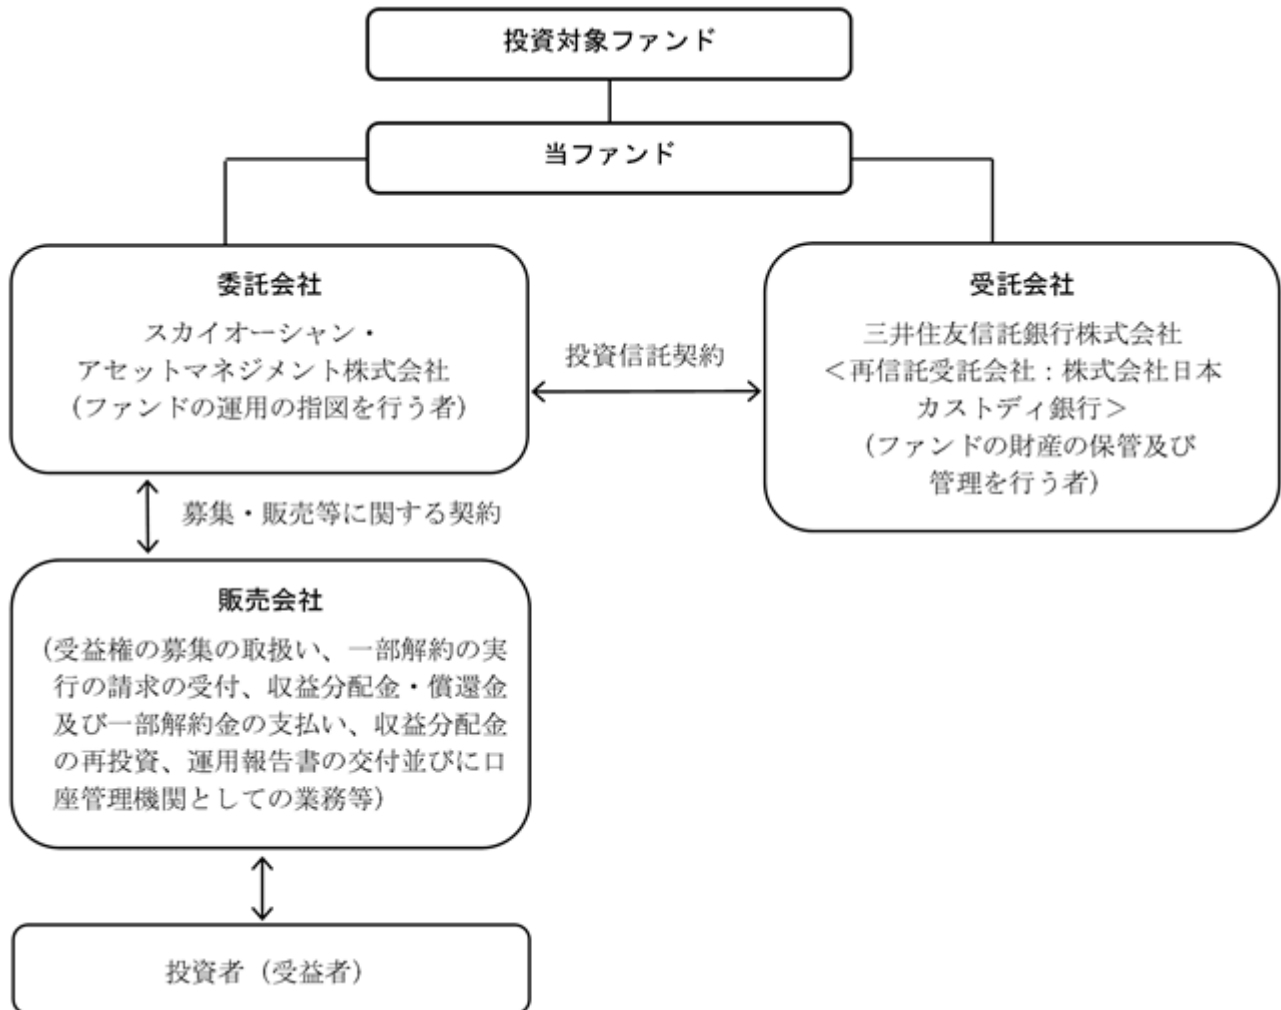 投資対象ファンド
当ファンド
委託会社
スカイオーシャン・
アセットマネジメント株式会社
（ファンドの運用の指図を行う者）
投資信託契約
受託会社
三井住友信託銀行株式会社
＜再信託受託会社：株式会社日本
カストディ銀行＞
（ファンドの財産の保管及び
管理を行う者）
募集・販売等に関する契約
販売会社
（受益権の募集の取扱い、一部解約の実
行の請求の受付、収益分配金・償還金
及び一部解約金の支払い、収益分配金
の再投資、運用報告書の交付並びに口
座管理機関としての業務等）
投資者（受益者）